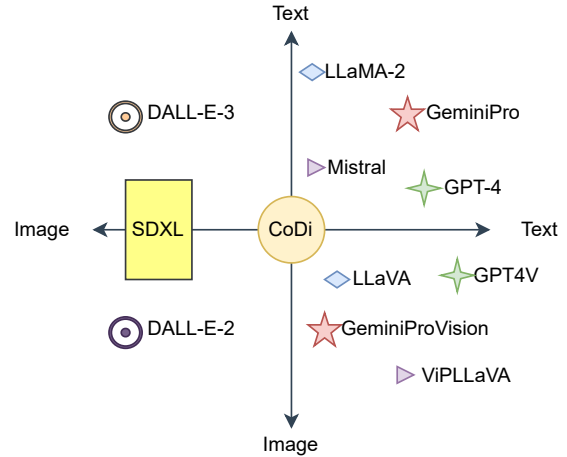 Text
LLaMA-2
DALL-E-3
GeminiPro
Mistral
GPT-4
Image
SDXL
CoDi
Text
LLaVA
GPT4V
DALL-E-2
GeminiProVision
ViPLLaVA
Image